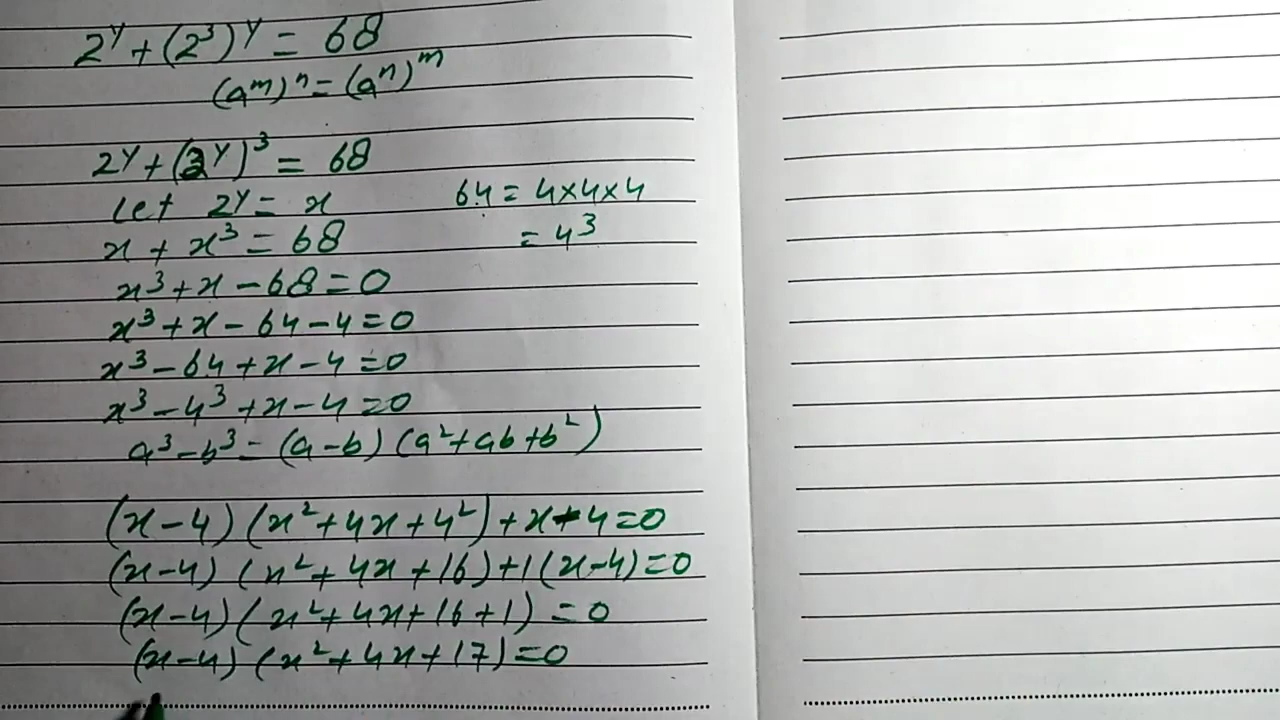 2^y + (2^3)^y = 68
(a^m)^n = (a^n)^m
2^y + (2^y)^3 = 68
Let 2^y = x
64 = 4×4×4
x + x^3 = 68
= 4^3
x^3 + x - 68 = 0
x^3 + x - 64 - 4 = 0
x^3 - 64 + x - 4 = 0
x^3 - 4^3 + x - 4 = 0
a^3 - b^3 = (a-b) (a^2 + ab + b^2)
(x-4) (x^2 + 4x + 4^2) + x - 4 = 0
(x-4) (x^2 + 4x + 16) + 1(x-4) = 0
(x-4) (x^2 + 4x + 16 + 1) = 0
(x-4) (x^2 + 4x + 17) = 0